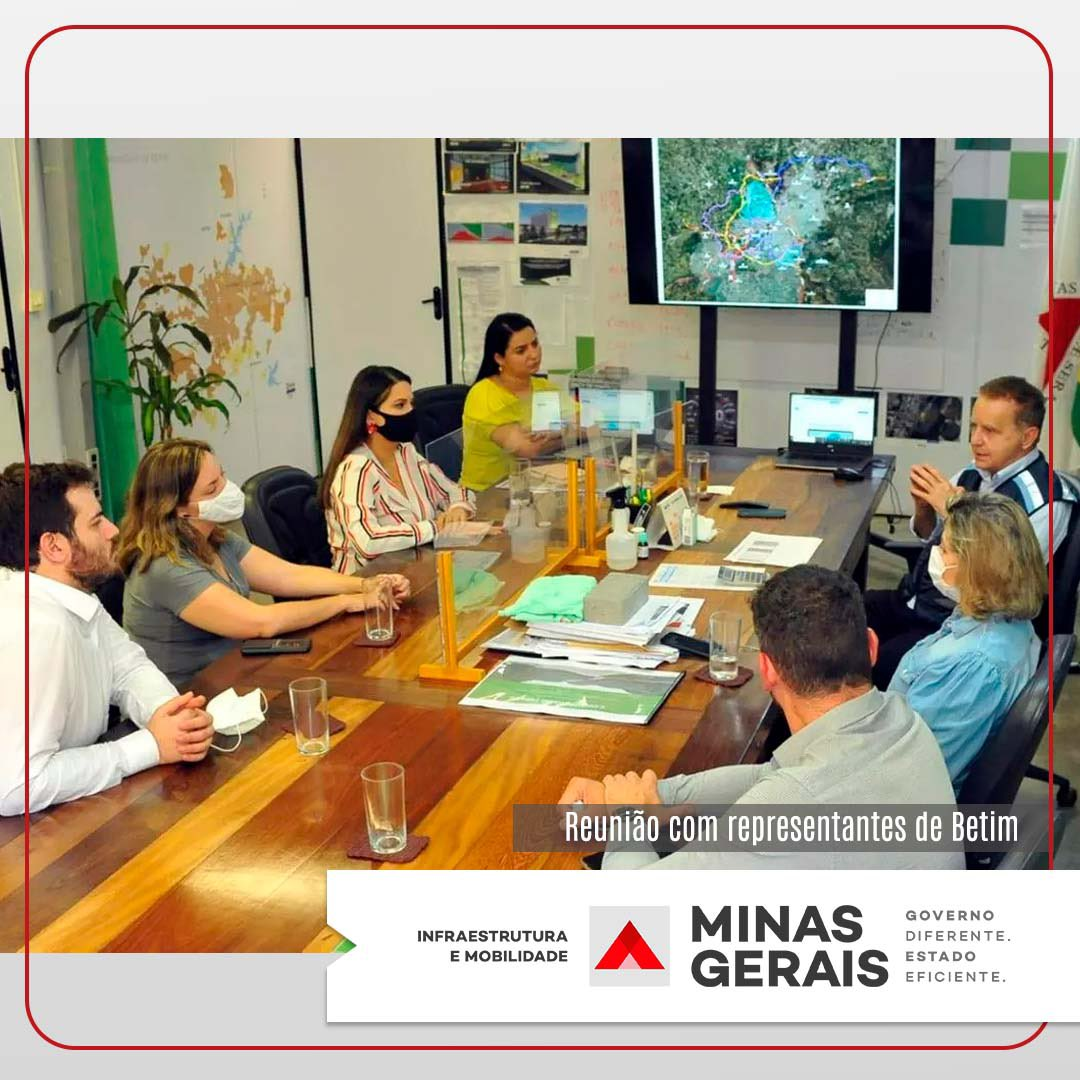 Reunião com representantes de Betim
INFRAESTRUTURA
E MOBILIDADE
MINAS
GERAIS
GOVERNO
DIFERENTE.
ESTADO
EFICIENTE.